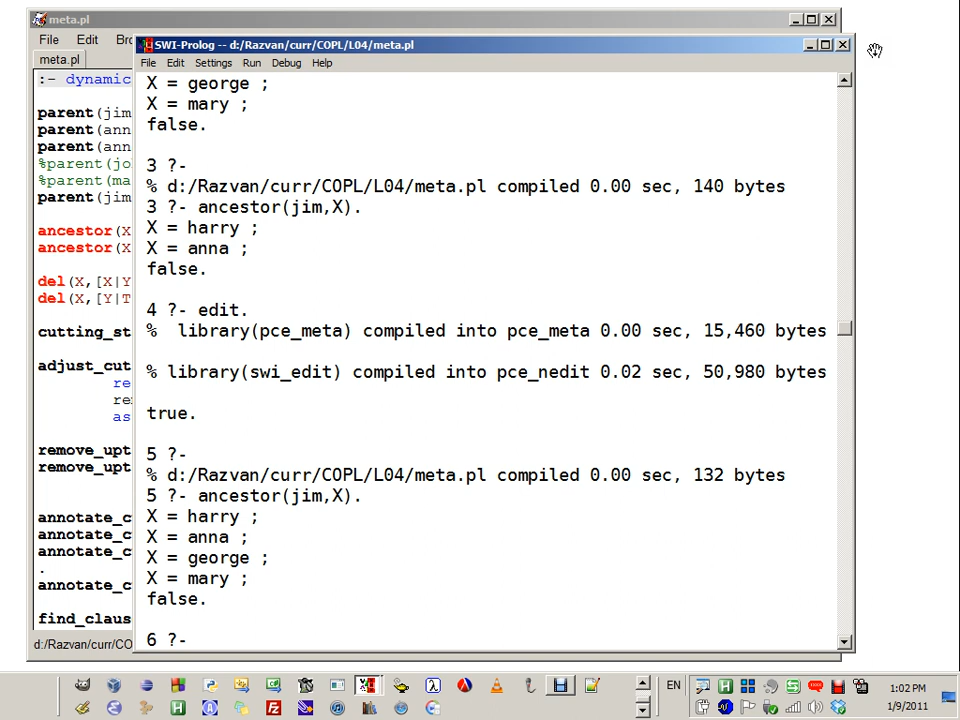 meta.pl
File Edit Bro
meta.pl
:- dynamic
parent(jim
parent(ann
parent(ann
%parent(jo
%parent(ma
parent(jim
ancestor(X
ancestor(X
del(X,[X|Y
del(X,[Y|T
cutting_st
adjust_cut
re
rem
as
remove_upt
remove_upt
annotate_c
annotate_c
annotate_c
.
annotate_c
find_claus
d:/Razvan/curr/CO
SWI-Prolog -- d:/Razvan/curr/COPL/L04/meta.pl
File Edit Settings Run Debug Help
X = george ;
X = mary ;
false.
3 ?-
% d:/Razvan/curr/COPL/L04/meta.pl compiled 0.00 sec, 140 bytes
3 ?- ancestor(jim,X).
X = harry ;
X = anna ;
false.
4 ?- edit.
%  library(pce_meta) compiled into pce_meta 0.00 sec, 15,460 bytes
% library(swi_edit) compiled into pce_nedit 0.02 sec, 50,980 bytes
true.
5 ?-
% d:/Razvan/curr/COPL/L04/meta.pl compiled 0.00 sec, 132 bytes
5 ?- ancestor(jim,X).
X = harry ;
X = anna ;
X = george ;
X = mary ;
false.
6 ?-
EN
1:02 PM
1/9/2011